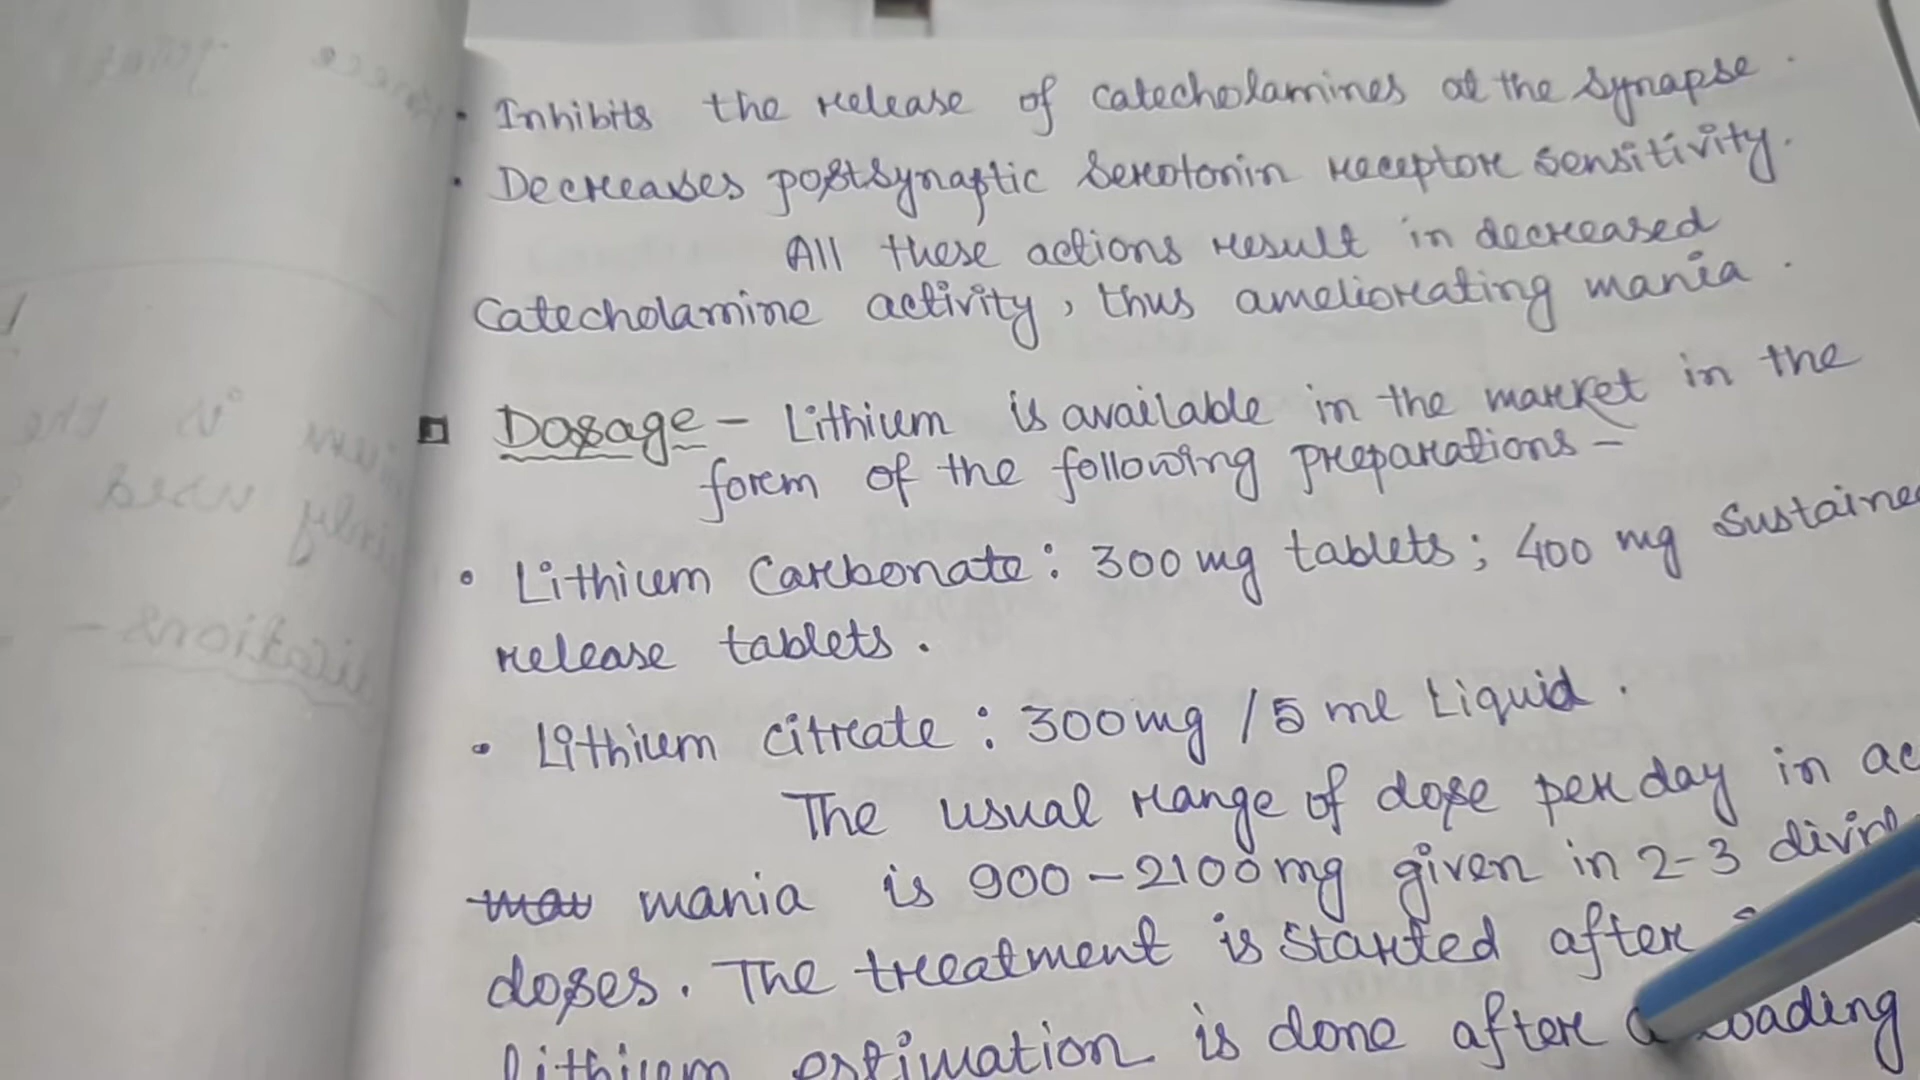 • Inhibits the release of catecholamines at the synapse.
• Decreases postsynaptic serotonin receptor sensitivity.
All these actions result in decreased
catecholamine activity, thus ameliorating mania.
Dosage - Lithium is available in the market in the
form of the following preparations -
• Lithium Carbonate : 300 mg tablets; 400 mg Sustaine
release tablets.
• Lithium citrate : 300mg / 5 ml Liquid.
The usual range of dose per day in ac
mania is 900-2100mg given in 2-3
doses. The treatment is started after
lithium estimation is done after a loading